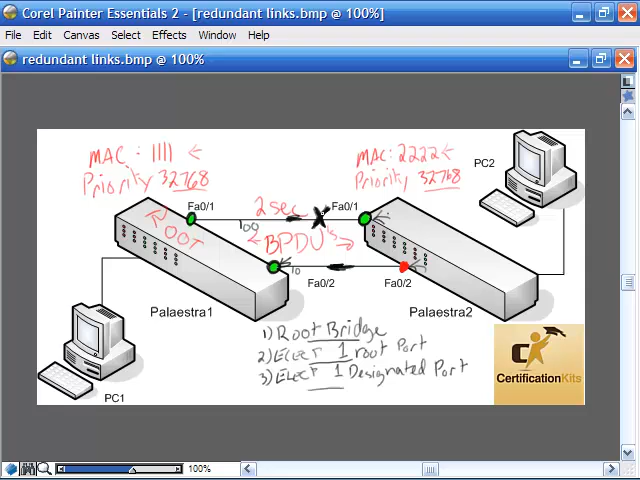 Corel Painter Essentials 2 - [redundant links.bmp @ 100%]
File Edit Canvas Select Effects Window Help
redundant links.bmp @ 100%
MAC: 1111
Priority 32768
MAC: 2222
Priority 32768
PC2
Fa0/1
2sec
Fa0/1
ROOT
100
BPDU's
10
Fa0/2
Fa0/2
Palaestra1
Palaestra2
1) Root Bridge
2) Elect 1 root Port
3) Elect 1 Designated Port
PC1
CK
CertificationKits
100%